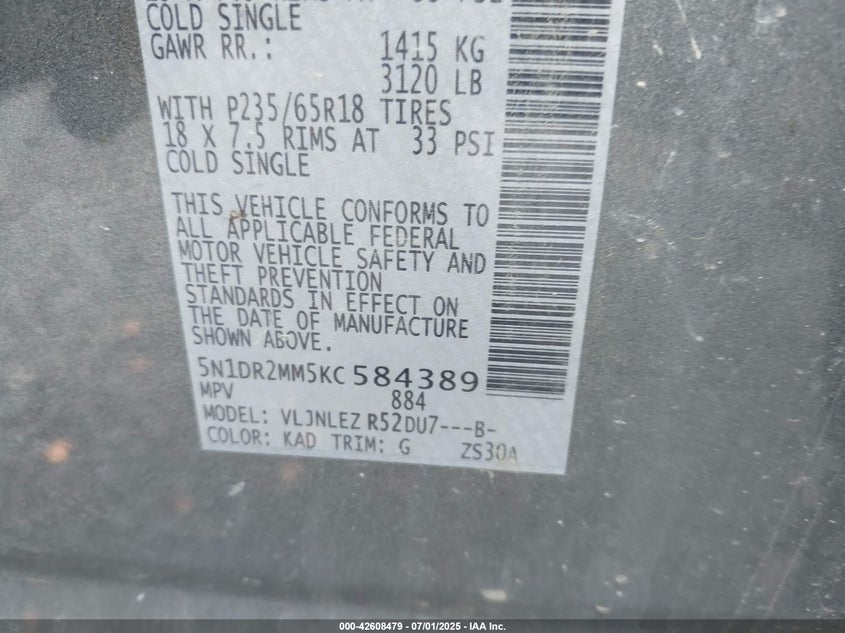 COLD SINGLE
GAWR RR.: 1415 KG
3120 LB
WITH P235/65R18 TIRES
18 X 7.5 RIMS AT 33 PSI
COLD SINGLE
THIS VEHICLE CONFORMS TO
ALL APPLICABLE FEDERAL
MOTOR VEHICLE SAFETY AND
THEFT PREVENTION
STANDARDS IN EFFECT ON
THE DATE OF MANUFACTURE
SHOWN ABOVE.
5N1DR2MM5KC584389
MPV 884
MODEL: VLJNLEZ R52DU7---B-
COLOR: KAD TRIM: G ZS30A
000-42608479 - 07/01/2025 - IAA Inc.